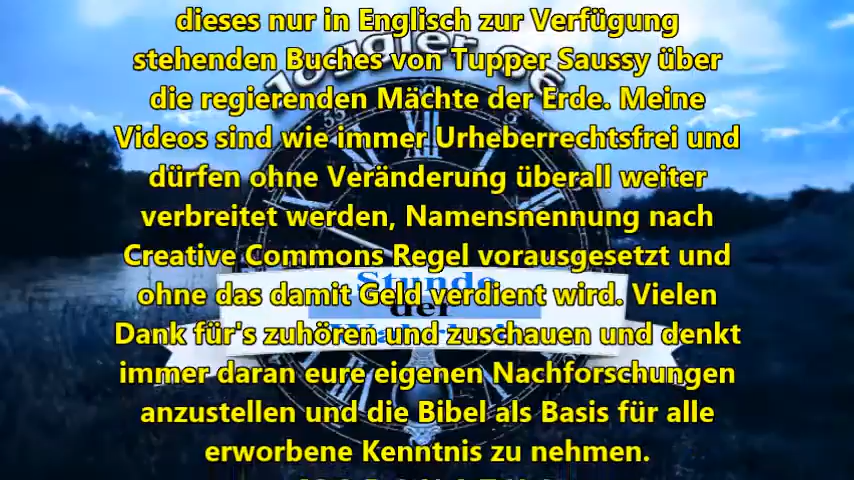 dieses nur in Englisch zur Verfügung
stehenden Buches von Tupper Saussy über
die regierenden Mächte der Erde. Meine
Videos sind wie immer Urheberrechtsfrei und
dürfen ohne Veränderung überall weiter
verbreitet werden, Namensnennung nach
Creative Commons Regel vorausgesetzt und
ohne das damit Geld verdient wird. Vielen
Dank für's zuhören und zuschauen und denkt
immer daran eure eigenen Nachforschungen
anzustellen und die Bibel als Basis für alle
erworbene Kenntnis zu nehmen.
Stunde
der